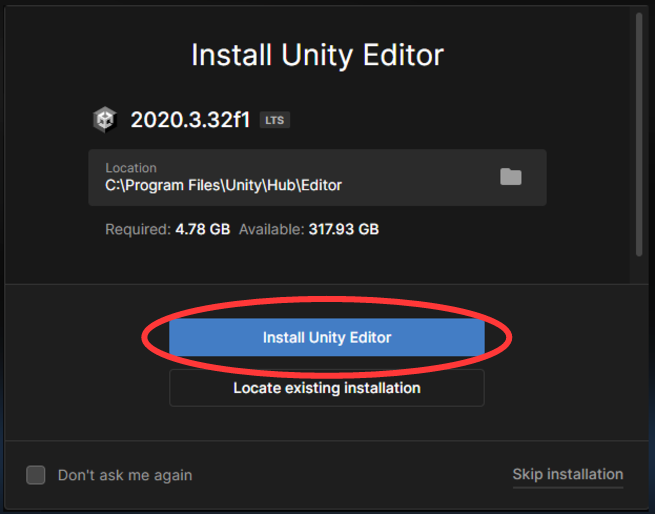 Install Unity Editor
2020.3.32f1 LTS
Location
C:\Program Files\Unity\Hub\Editor
Required: 4.78 GB Available: 317.93 GB
Install Unity Editor
Locate existing installation
Don't ask me again
Skip installation